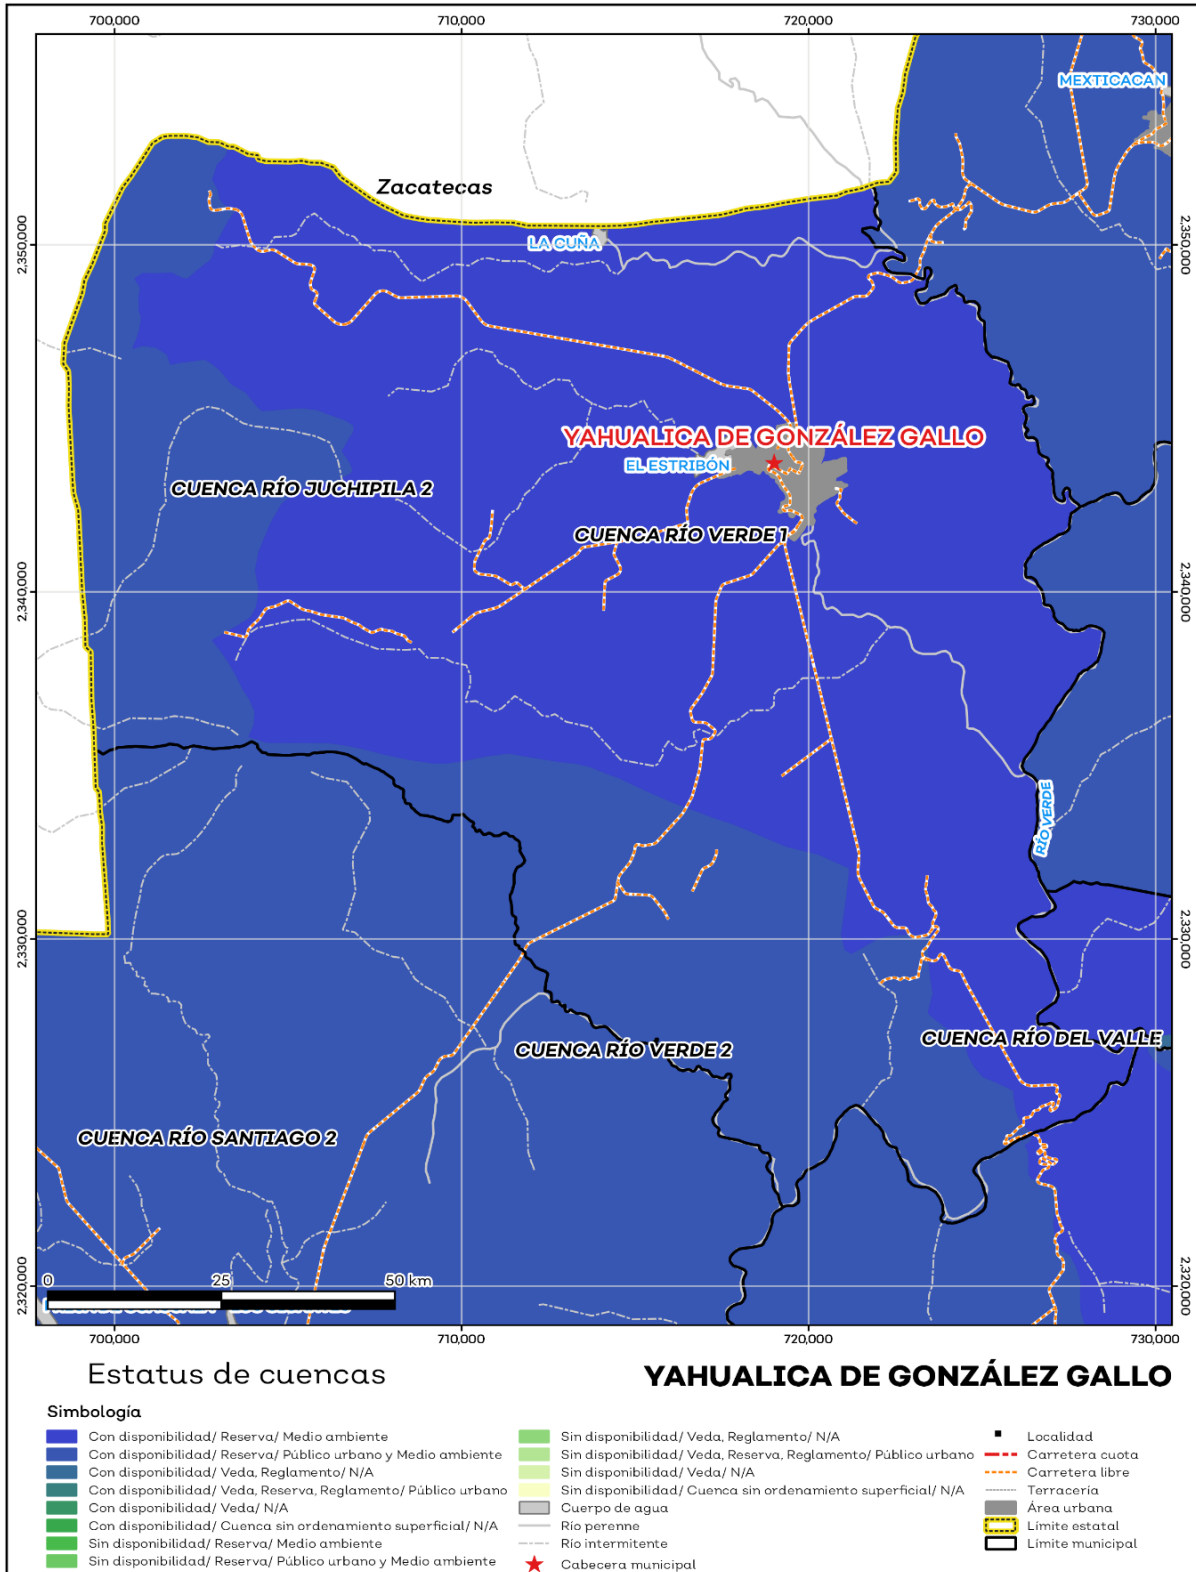 700,000
710,000
720,000
730,000
MEXTICACAN
Zacatecas
2,350,000
LA CUÑA
2,350,000
YAHUALICA DE GONZÁLEZ GALLO
EL ESTRIBÓN
CUENCA RÍO JUCHIPILA 2
CUENCA RÍO VERDE 1
2,340,000
2,340,000
RÍO VERDE
2,330,000
2,330,000
CUENCA RÍO DEL VALLE
CUENCA RÍO VERDE 2
CUENCA RÍO SANTIAGO 2
2,320,000
2,320,000
0 25 50 km
700,000
710,000
720,000
730,000
Estatus de cuencas
YAHUALICA DE GONZÁLEZ GALLO
Simbología
Con disponibilidad/ Reserva/ Medio ambiente
Con disponibilidad/ Reserva/ Público urbano y Medio ambiente
Con disponibilidad/ Veda, Reglamento/ N/A
Con disponibilidad/ Veda, Reserva, Reglamento/ Público urbano
Con disponibilidad/ Veda/ N/A
Con disponibilidad/ Cuenca sin ordenamiento superficial/ N/A
Sin disponibilidad/ Reserva/ Medio ambiente
Sin disponibilidad/ Reserva/ Público urbano y Medio ambiente
Sin disponibilidad/ Veda, Reglamento/ N/A
Sin disponibilidad/ Veda, Reserva, Reglamento/ Público urbano
Sin disponibilidad/ Veda/ N/A
Sin disponibilidad/ Cuenca sin ordenamiento superficial/ N/A
Cuerpo de agua
Río perenne
Río intermitente
Cabecera municipal
Localidad
Carretera cuota
Carretera libre
Terracería
Área urbana
Límite estatal
Límite municipal